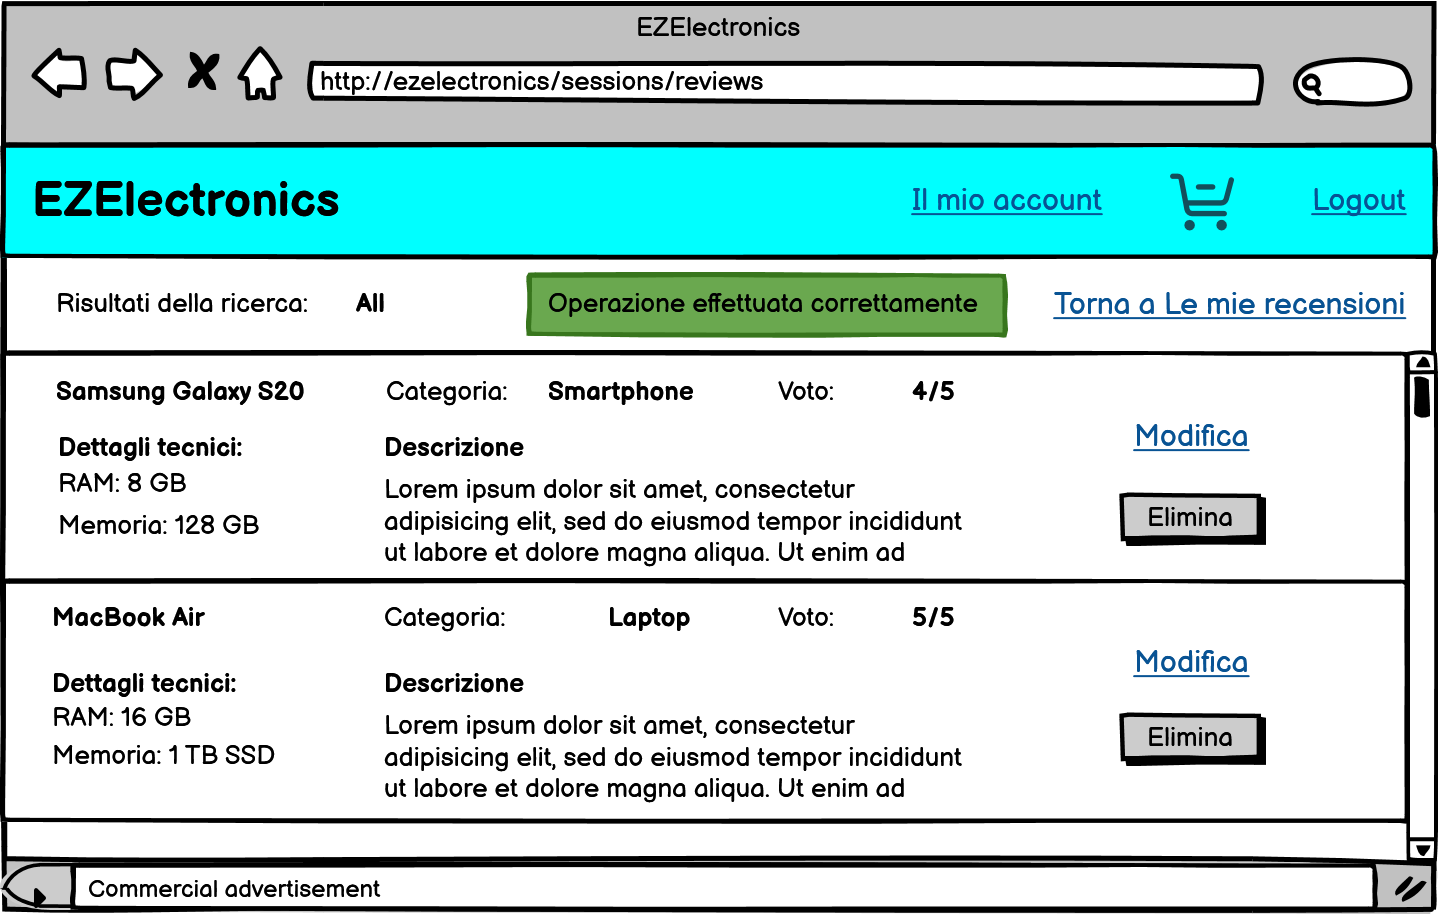 EZElectronics
http://ezelectronics/sessions/reviews
EZElectronics
Il mio account
Logout
Risultati della ricerca: All
Operazione effettuata correttamente
Torna a Le mie recensioni
Samsung Galaxy S20
Categoria: Smartphone
Voto: 4/5
Dettagli tecnici:
RAM: 8 GB
Memoria: 128 GB
Descrizione
Lorem ipsum dolor sit amet, consectetur
adipisicing elit, sed do eiusmod tempor incididunt
ut labore et dolore magna aliqua. Ut enim ad
Modifica
Elimina
MacBook Air
Categoria: Laptop
Voto: 5/5
Dettagli tecnici:
RAM: 16 GB
Memoria: 1 TB SSD
Descrizione
Lorem ipsum dolor sit amet, consectetur
adipisicing elit, sed do eiusmod tempor incididunt
ut labore et dolore magna aliqua. Ut enim ad
Modifica
Elimina
Commercial advertisement